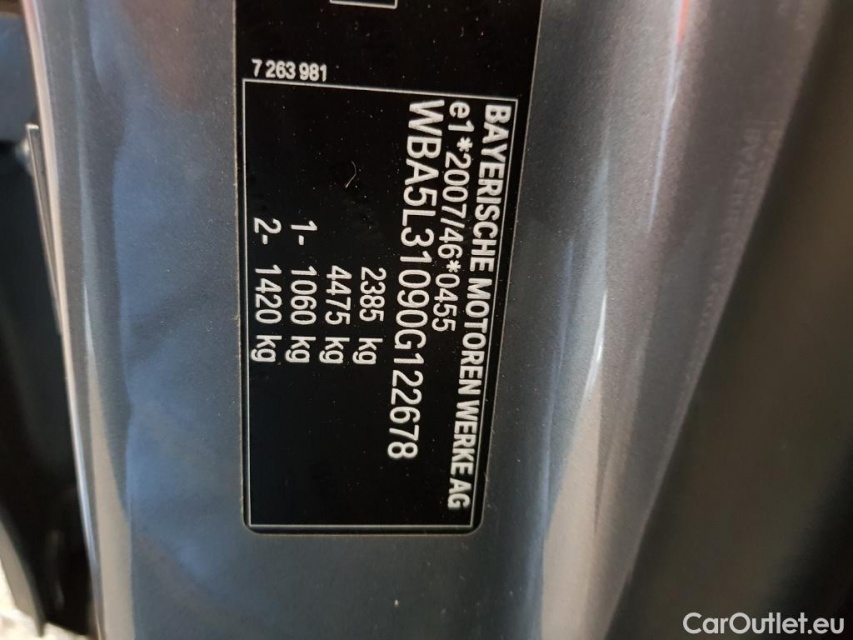 7 263 981
BAYERISCHE MOTOREN WERKE AG
e1*2007/46*0455
WBA5L31090G122678
2385 kg
4475 kg
1- 1060 kg
2- 1420 kg
CarOutlet.eu